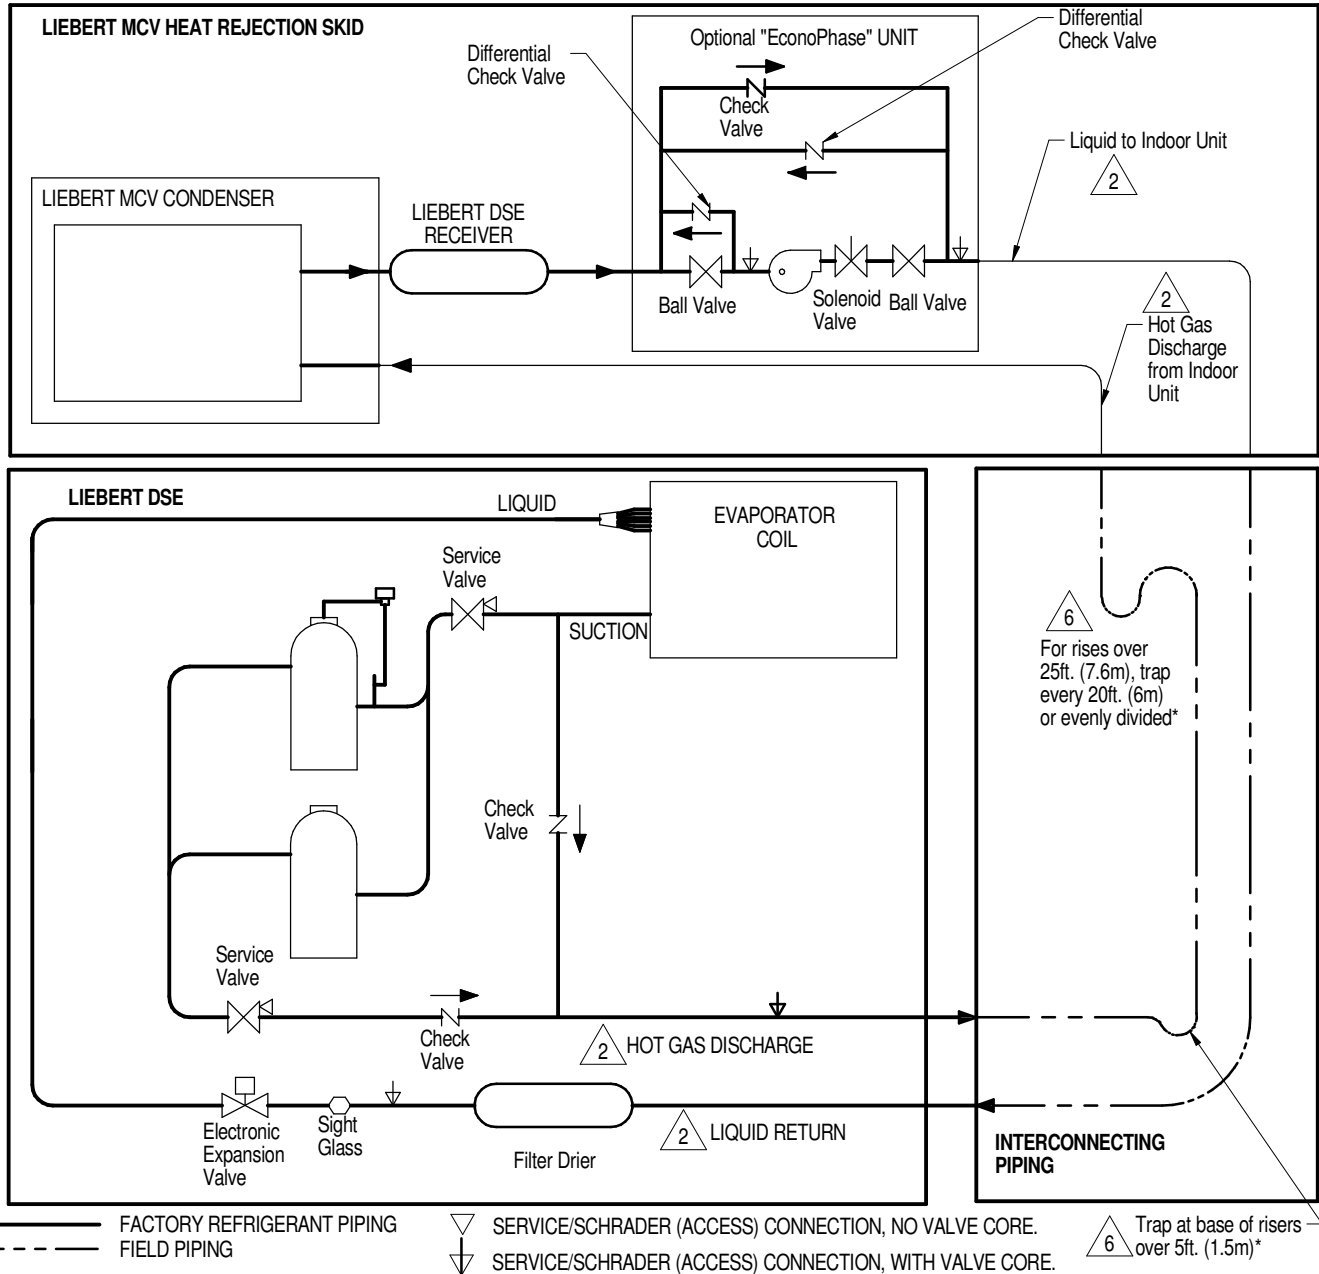 LIEBERT MCV HEAT REJECTION SKID
Differential
Check Valve
Optional "EconoPhase" UNIT
Differential
Check Valve
Check
Valve
Liquid to Indoor Unit
2
LIEBERT MCV CONDENSER
LIEBERT DSE
RECEIVER
Ball Valve
Solenoid
Valve
Ball Valve
2
Hot Gas
Discharge
from Indoor
Unit
LIEBERT DSE
LIQUID
EVAPORATOR
COIL
Service
Valve
SUCTION
6
For rises over
25ft. (7.6m), trap
every 20ft. (6m)
or evenly divided*
Check
Valve
Service
Valve
Check
Valve
2
HOT GAS DISCHARGE
Electronic
Expansion
Valve
Sight
Glass
Filter Drier
2
LIQUID RETURN
INTERCONNECTING
PIPING
FACTORY REFRIGERANT PIPING
FIELD PIPING
SERVICE/SCHRADER (ACCESS) CONNECTION, NO VALVE CORE.
SERVICE/SCHRADER (ACCESS) CONNECTION, WITH VALVE CORE.
6
Trap at base of risers
over 5ft. (1.5m)*